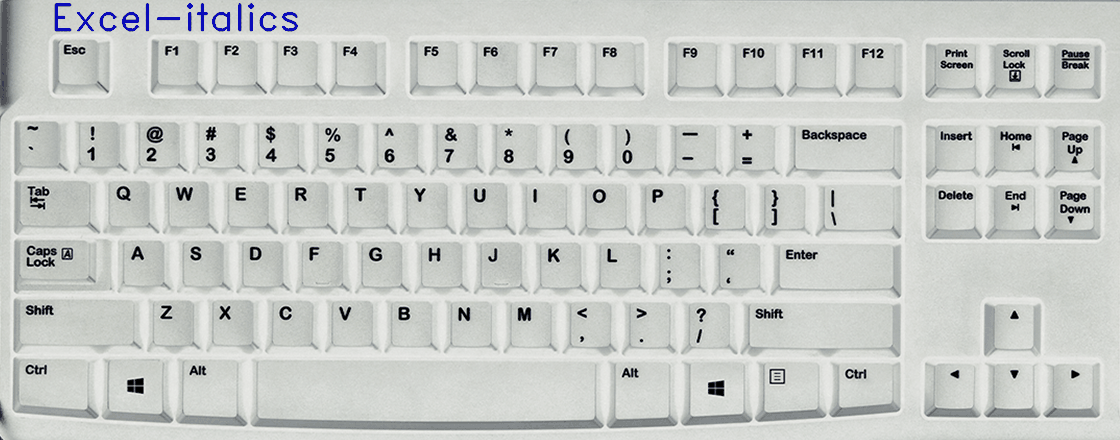 Excel-italics
Esc F1 F2 F3 F4 F5 F6 F7 F8 F9 F10 F11 F12 Print Screen Scroll Lock Pause Break
~ ` ! 1 @ 2 # 3 $ 4 % 5 ^ 6 & 7 * 8 ( 9 ) 0 — - + = Backspace Insert Home Page Up
Tab Q W E R T Y U I O P { [ } ] | \ Delete End Page Down
Caps Lock A A S D F G H J K L : ; “ ‘ Enter
Shift Z X C V B N M < , > . ? / Shift
Ctrl Alt Alt Ctrl